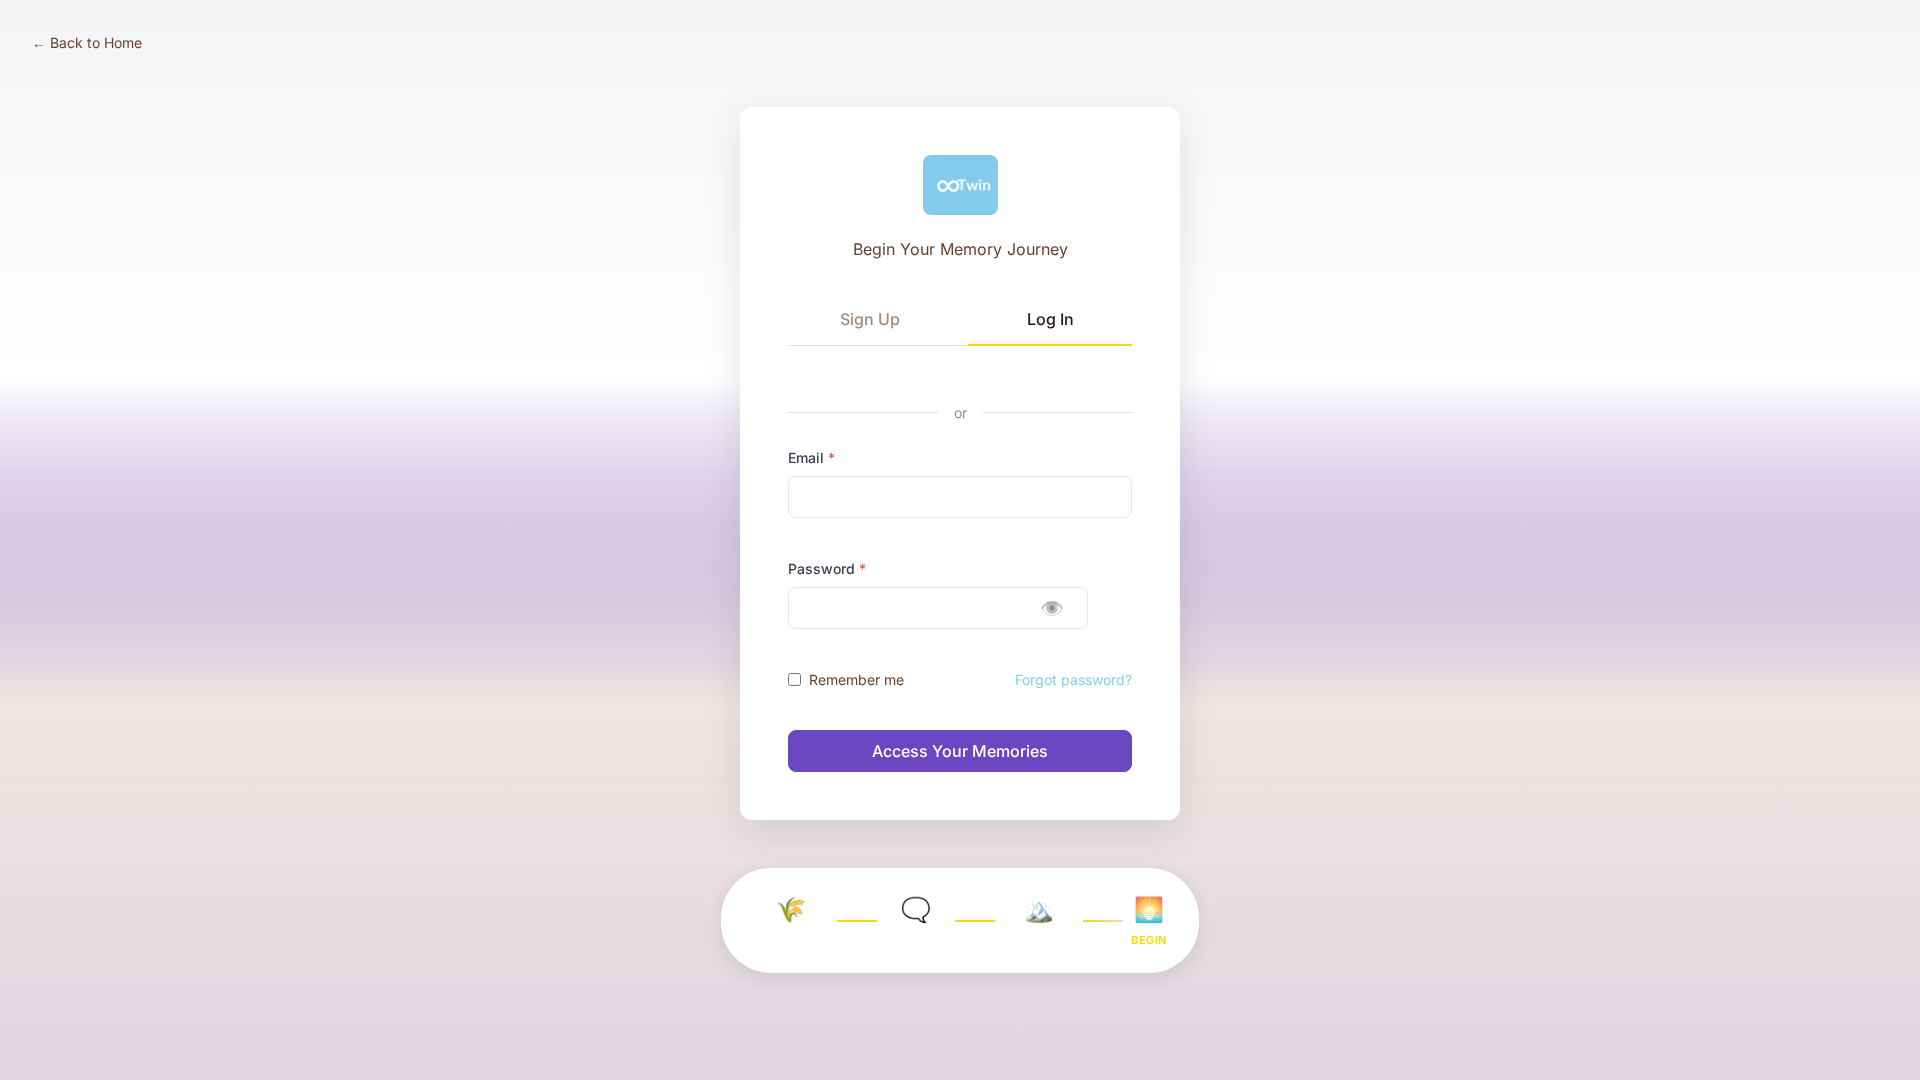 ← Back to Home
∞Twin
Begin Your Memory Journey
Sign Up
Log In
or
Email *
Password *
Remember me
Forgot password?
Access Your Memories
BEGIN